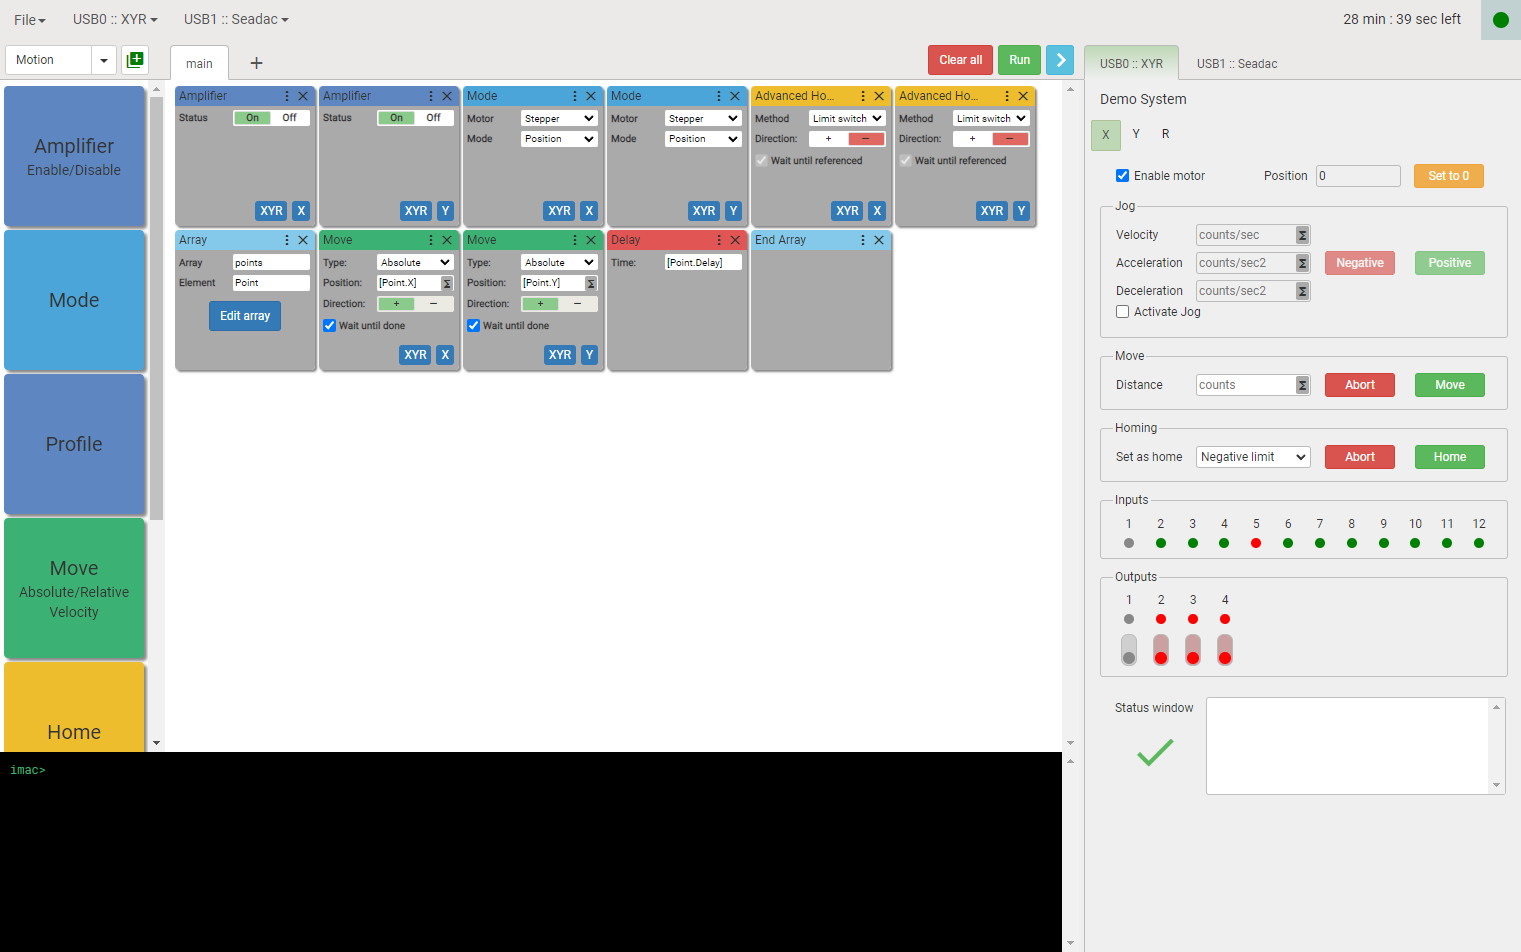 File USB0 :: XYR USB1 :: Seadac 28 min : 39 sec left
Motion main + Clear all Run USB0 :: XYR USB1 :: Seadac
Amplifier
Enable/Disable
Mode
Profile
Move
Absolute/Relative
Velocity
Home
Amplifier
Status On Off
XYR X
Amplifier
Status On Off
XYR Y
Mode
Motor Stepper
Mode Position
XYR X
Mode
Motor Stepper
Mode Position
XYR Y
Advanced Ho...
Method Limit switch
Direction: + −
Wait until referenced
XYR X
Advanced Ho...
Method Limit switch
Direction: + −
Wait until referenced
XYR Y
Array
Array points
Element Point
Edit array
Move
Type: Absolute
Position: [Point.X] Σ
Direction: + −
Wait until done
XYR X
Move
Type: Absolute
Position: [Point.Y] Σ
Direction: + −
Wait until done
XYR Y
Delay
Time: [Point.Delay]
End Array
imac>
Demo System
X Y R
Enable motor Position 0 Set to 0
Jog
Velocity counts/sec Σ
Acceleration counts/sec2 Σ Negative Positive
Deceleration counts/sec2 Σ
Activate Jog
Move
Distance counts Σ Abort Move
Homing
Set as home Negative limit Abort Home
Inputs
1 2 3 4 5 6 7 8 9 10 11 12
Outputs
1 2 3 4
Status window